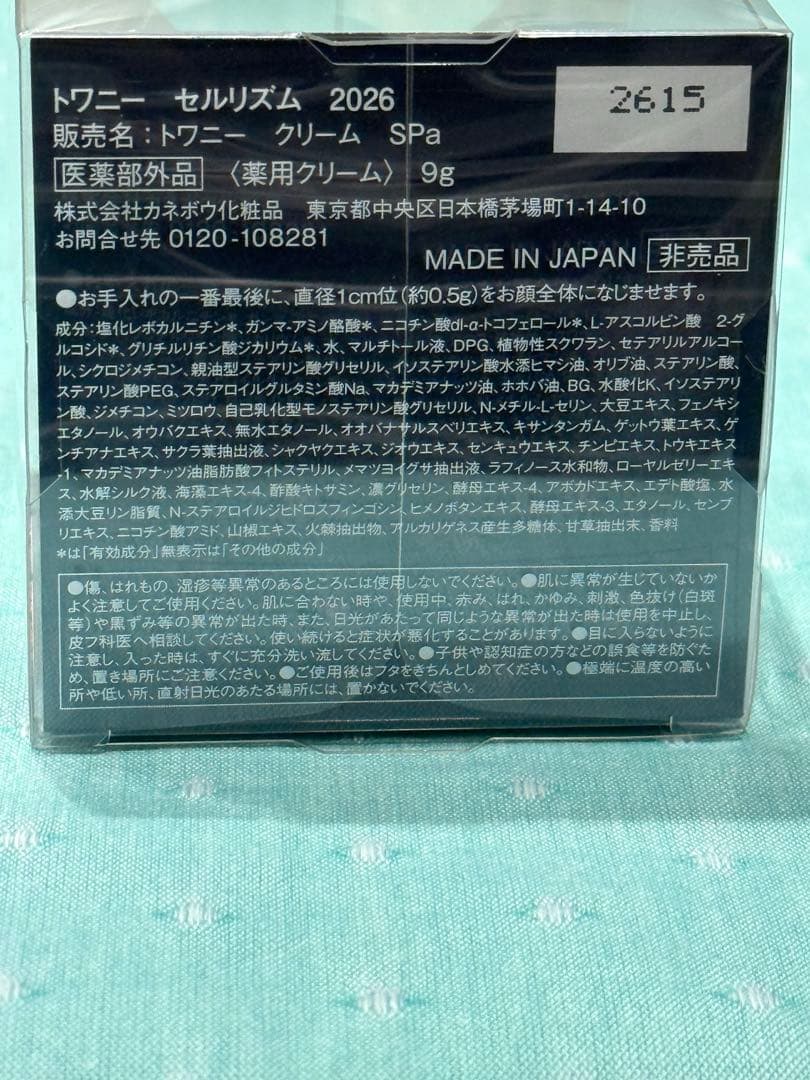 トワニー　セルリズム　2026
2615
販売名：トワニー　クリーム　SPa
医薬部外品 〈薬用クリーム〉 9g
株式会社カネボウ化粧品　東京都中央区日本橋茅場町1-14-10
お問合せ先 0120-108281
MADE IN JAPAN 非売品
●お手入れの一番最後に、直径1cm位(約0.5g)をお顔全体になじませます。
成分：塩化レボカルニチン*、ガンマ-アミノ酪酸*、ニコチン酸dl-α-トコフェロール*、L-アスコルビン酸　2-グ
ルコシド*、グリチルリチン酸ジカリウム*、水、マルチトール液、DPG、植物性スクワラン、セテアリルアルコー
ル、シクロジメチコン、親油型ステアリン酸グリセリル、イソステアリン酸水添ヒマシ油、オリブ油、ステアリン酸、
ステアリン酸PEG、ステアロイルグルタミン酸Na、マカデミアナッツ油、ホホバ油、BG、水酸化K、イソステアリン
酸、ジメチコン、ミツロウ、自己乳化型モノステアリン酸グリセリル、N-メチル-L-セリン、大豆エキス、フェノキシ
エタノール、オウバクエキス、無水エタノール、オオバナサルスベリエキス、キサンタンガム、ゲットウ葉エキス、ゲ
ンチアナエキス、サクラ葉抽出液、シャクヤクエキス、ジオウエキス、センキュウエキス、チンピエキス、トウキエキス
-1、マカデミアナッツ油脂肪酸フィトステリル、メマツヨイグサ抽出液、ラフィノース水和物、ローヤルゼリーエキ
ス、水解シルク液、海藻エキス-4、酢酸キトサミン、濃グリセリン、酵母エキス-4、アボカドエキス、エデト酸塩、水
添大豆リン脂質、N-ステアロイルジヒドロスフィンゴシン、ヒメノボタンエキス、酵母エキス-3、エタノール、センブ
リエキス、ニコチン酸アミド、山椒エキス、火棘抽出物、アルカリゲネス産生多糖体、甘草抽出末、香料
*は「有効成分」無表示は「その他の成分」
●傷、はれもの、湿疹等異常のあるところには使用しないでください。●肌に異常が生じていないか
よく注意してご使用ください。肌に合わない時や、使用中、赤み、はれ、かゆみ、刺激、色抜け(白斑
等)や黒ずみ等の異常が出た時、また、日光があたって同じような異常が出た時は使用を中止し、
皮フ科医へ相談してください。使い続けると症状が悪化することがあります。●目に入らないように
注意し、入った時は、すぐに充分洗い流してください。●子供や認知症の方などの誤食等を防ぐた
め、置き場所にご注意ください。●ご使用後はフタをきちんとしめてください。●極端に温度の高い
所や低い所、直射日光のあたる場所には、置かないでください。